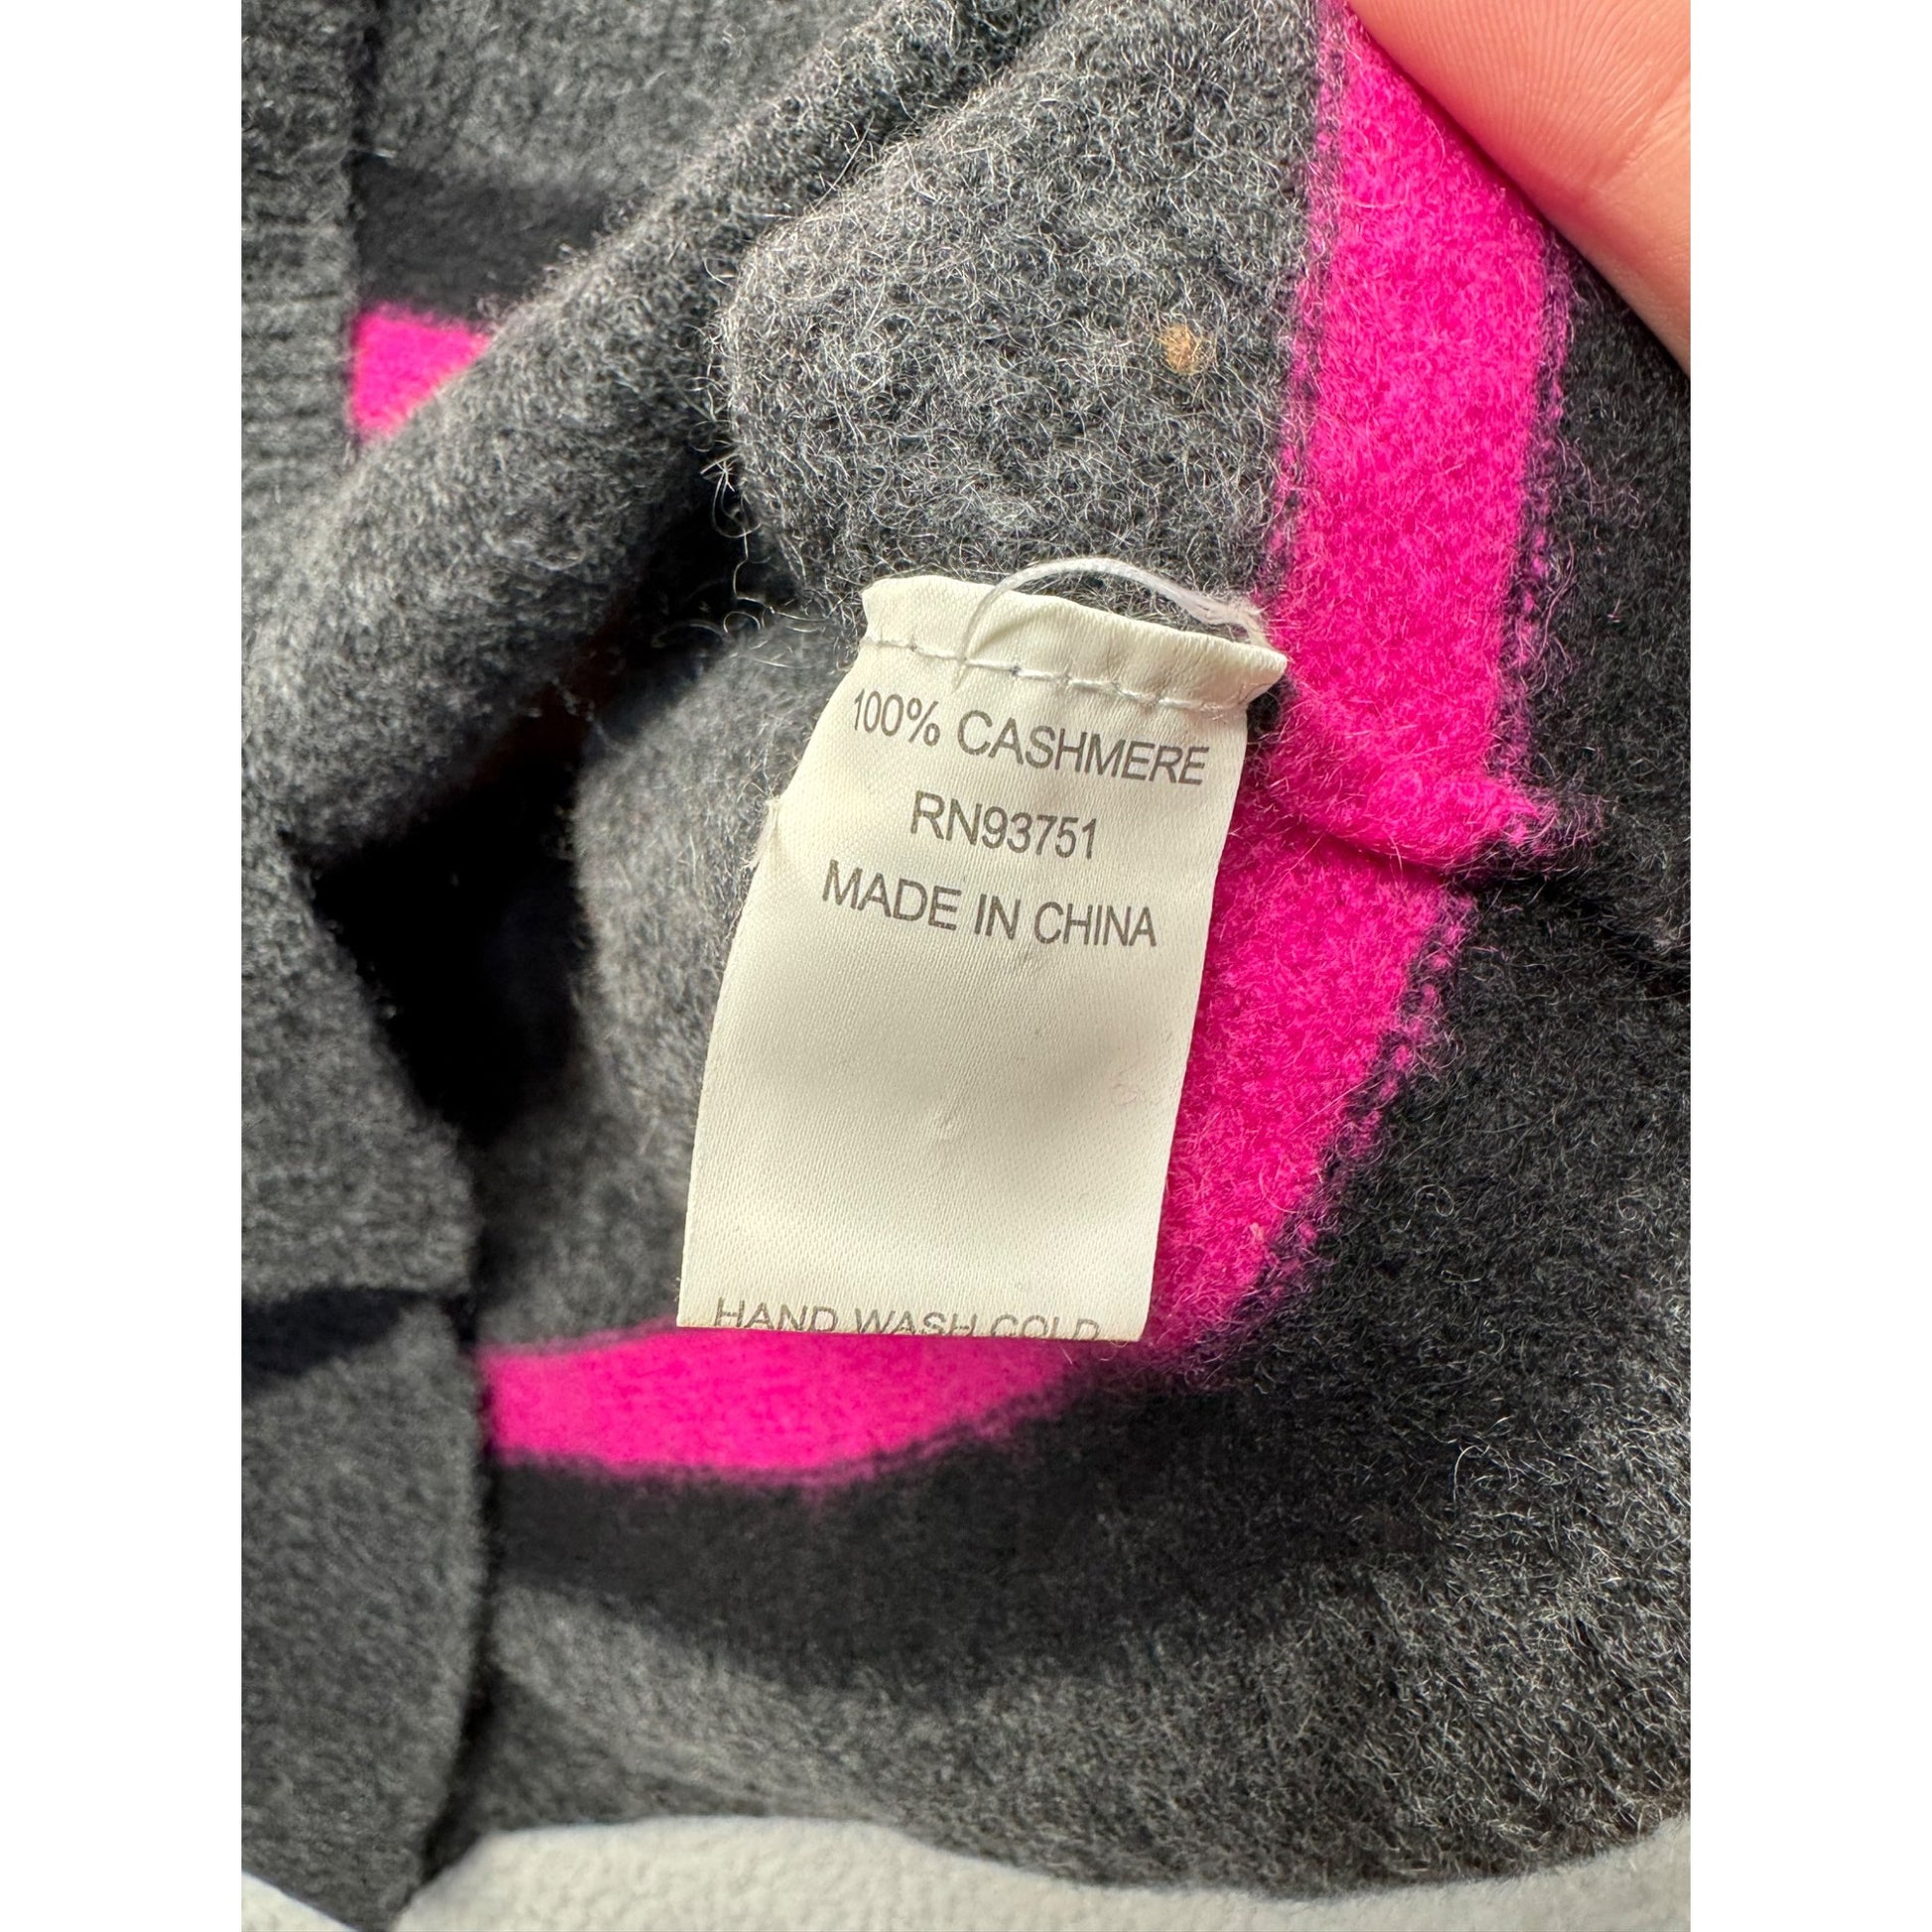 100% CASHMERE
RN93751
MADE IN CHINA
HAND WASH COLD